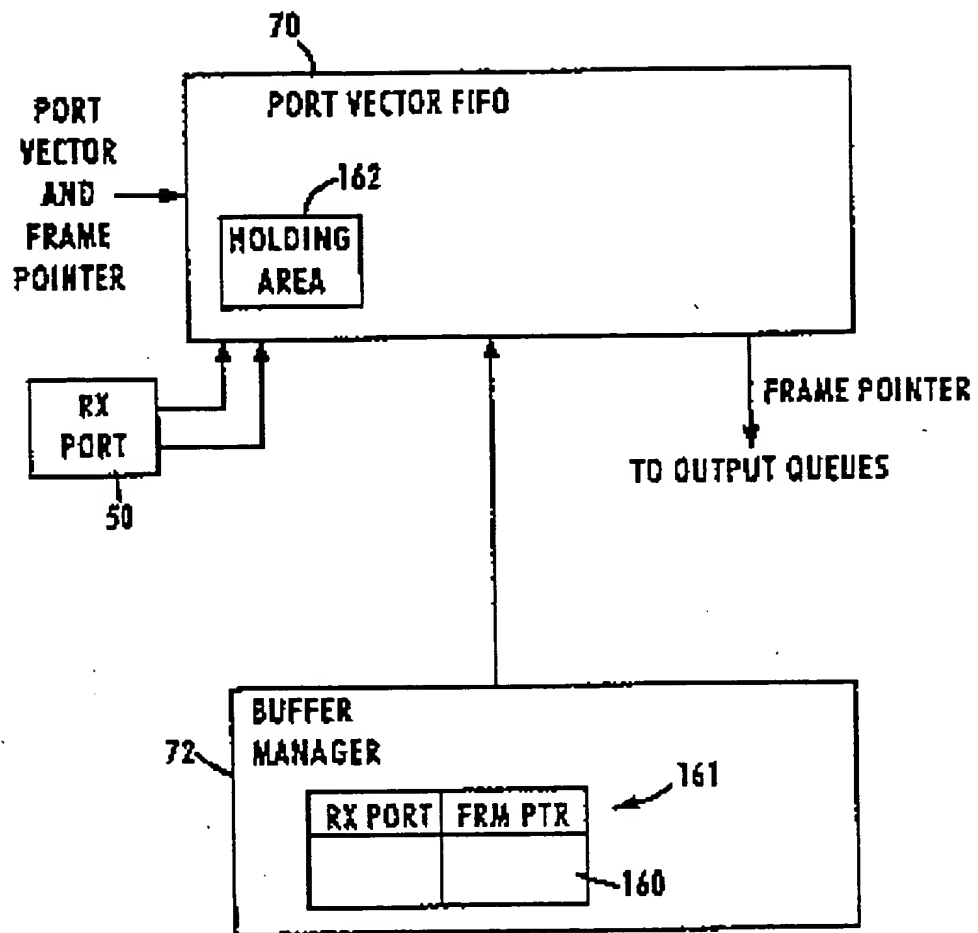 70
PORT VECTOR FIFO
PORT
VECTOR
AND
FRAME
POINTER
162
HOLDING
AREA
RX
PORT
50
FRAME POINTER
TO OUTPUT QUEUES
BUFFER
MANAGER
72
161
RX PORT FRM PTR
160